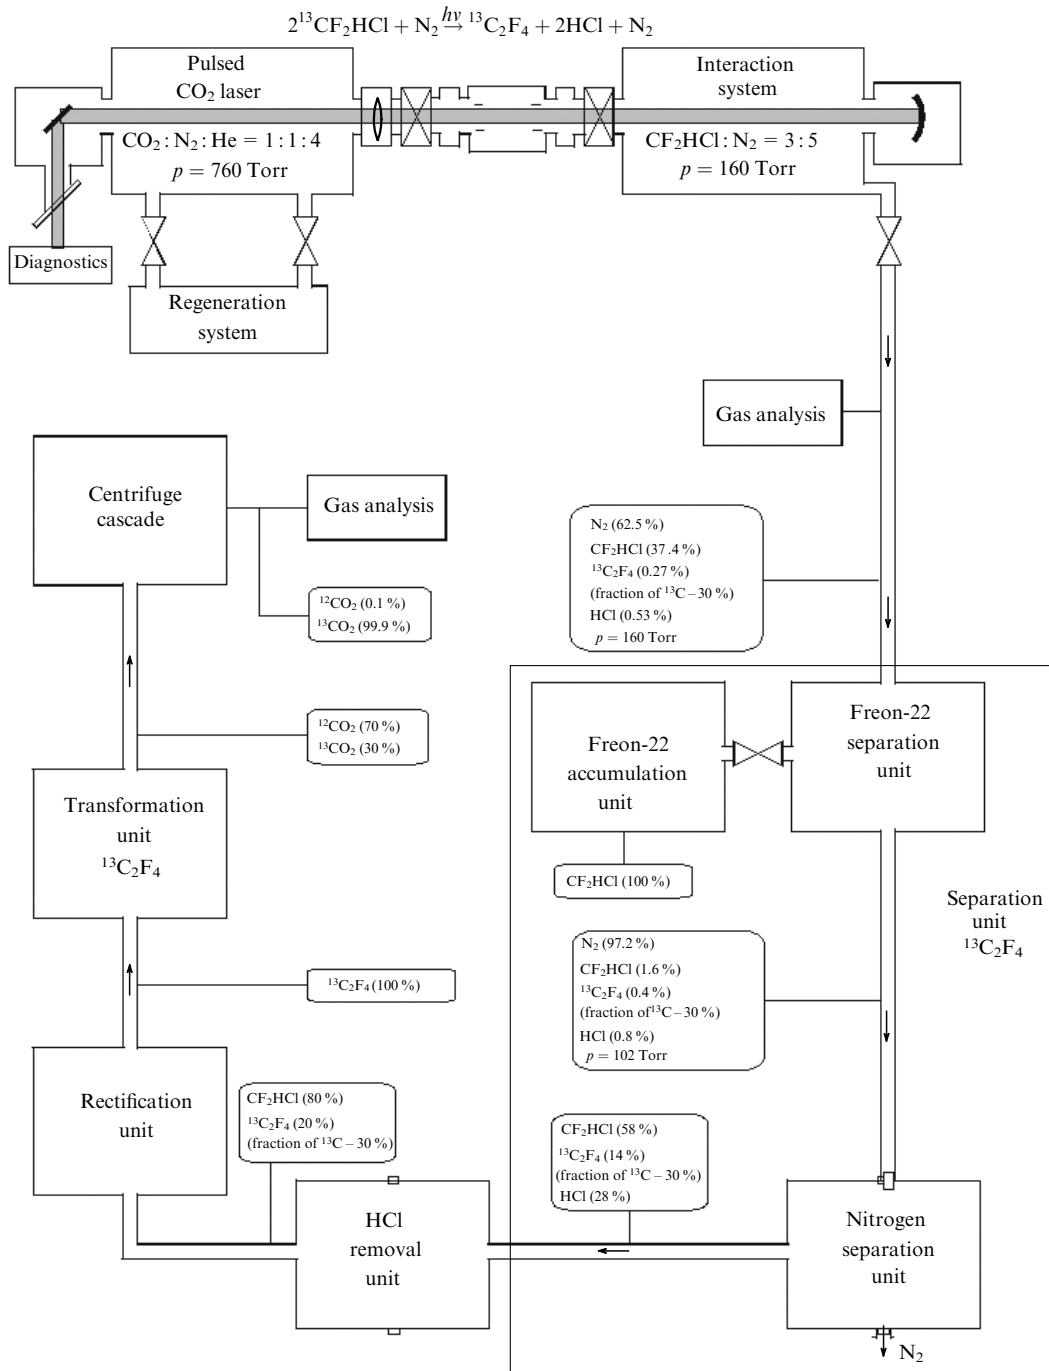 2¹³CF₂HCl + N₂ →hν ¹³C₂F₄ + 2HCl + N₂
Pulsed
CO₂ laser
CO₂ : N₂ : He = 1 : 1 : 4
p = 760 Torr
Interaction
system
CF₂HCl : N₂ = 3 : 5
p = 160 Torr
Diagnostics
Regeneration
system
Gas analysis
Centrifuge
cascade
Gas analysis
N₂ (62.5 %)
CF₂HCl (37.4 %)
¹³C₂F₄ (0.27 %)
(fraction of ¹³C – 30 %)
HCl (0.53 %)
p = 160 Torr
¹²CO₂ (0.1 %)
¹³CO₂ (99.9 %)
¹²CO₂ (70 %)
¹³CO₂ (30 %)
Freon-22
accumulation
unit
Freon-22
separation
unit
Transformation
unit
¹³C₂F₄
CF₂HCl (100 %)
Separation
unit
¹³C₂F₄
N₂ (97.2 %)
CF₂HCl (1.6 %)
¹³C₂F₄ (0.4 %)
(fraction of ¹³C – 30 %)
HCl (0.8 %)
p = 102 Torr
¹³C₂F₄ (100 %)
Rectification
unit
CF₂HCl (80 %)
¹³C₂F₄ (20 %)
(fraction of ¹³C – 30 %)
CF₂HCl (58 %)
¹³C₂F₄ (14 %)
(fraction of ¹³C – 30 %)
HCl (28 %)
HCl
removal
unit
Nitrogen
separation
unit
N₂